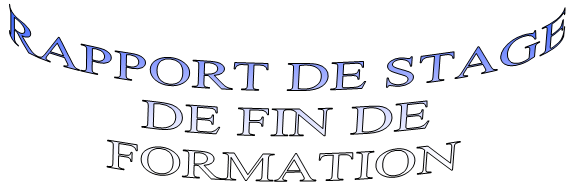 RAPPORT DE STAGE
DE FIN DE
FORMATION